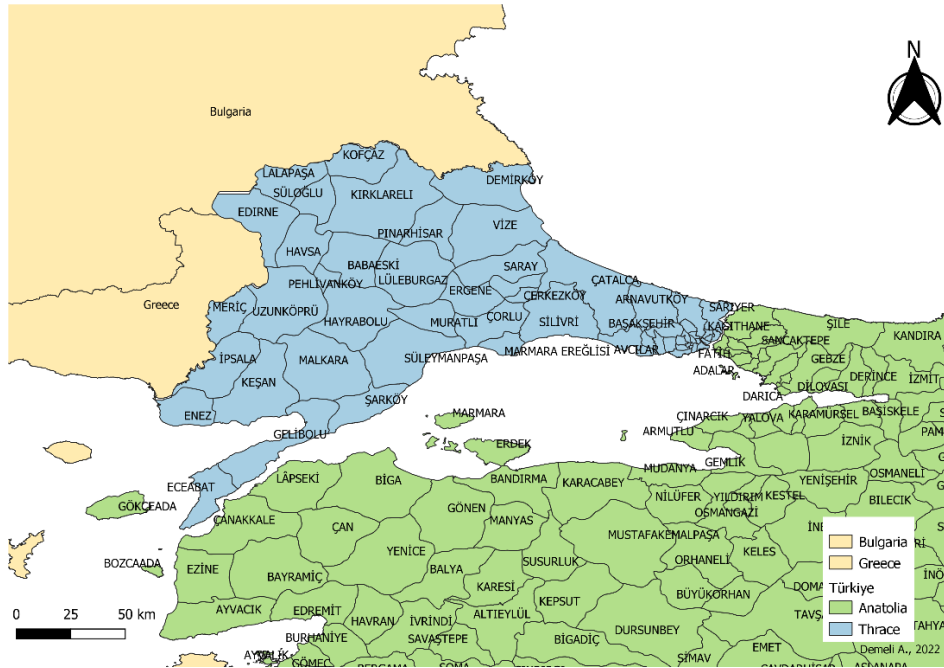 N
Bulgaria
KOFÇAZ
LALAPAŞA
DEMİRKÖY
SÜLOĞLU
KIRKLARELİ
EDIRNE
VİZE
PINARHİSAR
HAVSA
BABAESKİ
SARAY
PEHLİVANKÖY
LÜLEBURGAZ
ÇATALCA
ERGENE
ÇERKEZKÖY
ARNAVUTKÖY
Greece
MERİÇ
UZUNKÖPRÜ
SARIYER
HAYRABOLU
MURATLI
ÇORLU
SİLİVRİ
BAŞAKŞEHİR
KAĞITHANE
ŞİLE
KANDIRA
SANCAKTEPE
İPSALA
MALKARA
SÜLEYMANPAŞA
MARMARA EREĞLİSİ
AVCILAR
FATİH
GEBZE
ADALAR
DERİNCE
İZMİT
KEŞAN
DİLOVASI
DARICA
ŞARKÖY
ENEZ
MARMARA
ÇINARCIK
YALOVA
KARAMÜRSEL
BAŞİSKELE
GELİBOLU
ARMUTLU
İZNİK
ERDEK
GEMLİK
MUDANYA
ECEABAT
LÂPSEKİ
BİGA
BANDIRMA
KARACABEY
YENİŞEHİR
OSMANELİ
NİLÜFER
YILDIRIM
KESTEL
BILECIK
GÖKÇEADA
GÖNEN
OSMANGAZİ
ÇANAKKALE
ÇAN
MANYAS
MUSTAFAKEMALPAŞA
YENİCE
KELES
BOZCAADA
EZİNE
BALYA
SUSURLUK
ORHANELİ
BAYRAMİÇ
KARESİ
KEPSUT
BÜYÜKORHAN
AYVACIK
EDREMIT
HAVRAN
İVRİNDİ
ALTIEYLÜL
DURSUNBEY
BURHANİYE
SAVAŞTEPE
BİGADİÇ
EMET
SİMAV
GÖMEÇ
BERGAMA
SOMA
0 25 50 km
Bulgaria
Greece
Türkiye
Anatolia
Thrace
Demeli A., 2022